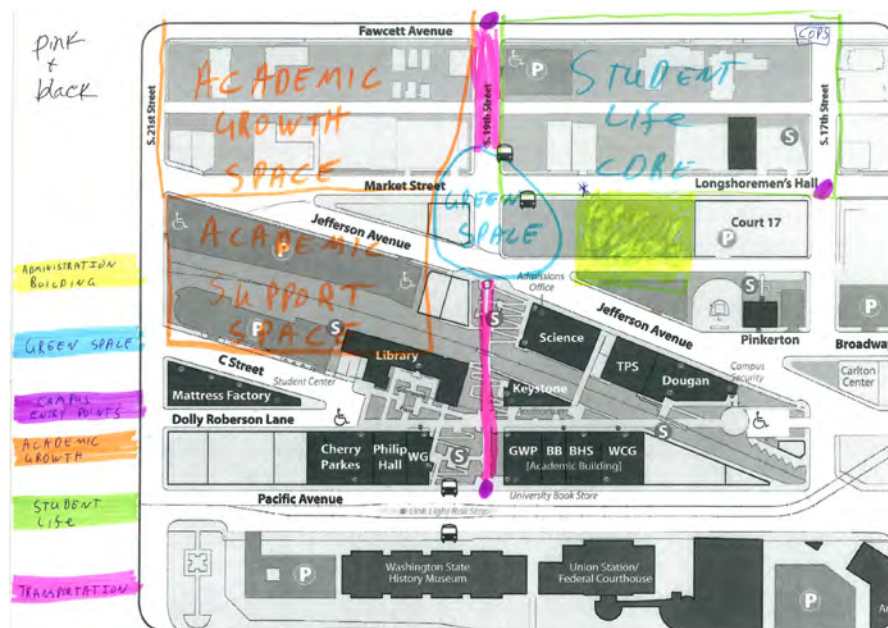 pink
+
black
Fawcett Avenue
COPS
S. 21st Street
ACADEMIC
GROWTH
SPACE
S. 19th Street
P
STUDENT
Life
CORE
S
S. 17th Street
Market Street
Longshoremen's Hall
GREEN
SPACE
Jefferson Avenue
Court 17
P
ACADEMIC
P
SUPPORT
SPACE
P
S
ADMINISTRATION
BUILDING
Admissions
Office
S
S
Science
Jefferson Avenue
Pinkerton
P
Broadway
GREEN SPACE
C Street
Student Center
Library
TPS
Dougan
Campus
Security
Carlton
Center
Mattress Factory
Keystone
CAMPUS
ENTRY POINTS
Dolly Roberson Lane
S
ACADEMIC
GROWTH
Cherry
Parkes
Philip
Hall
WG
S
GWP
BB
BHS
WCG
[Academic Building]
Pacific Avenue
University Book Store
STUDENT
Life
Link Light Rail Stop
P
Washington State
History Museum
Union Station/
Federal Courthouse
P
TRANSPORTATION